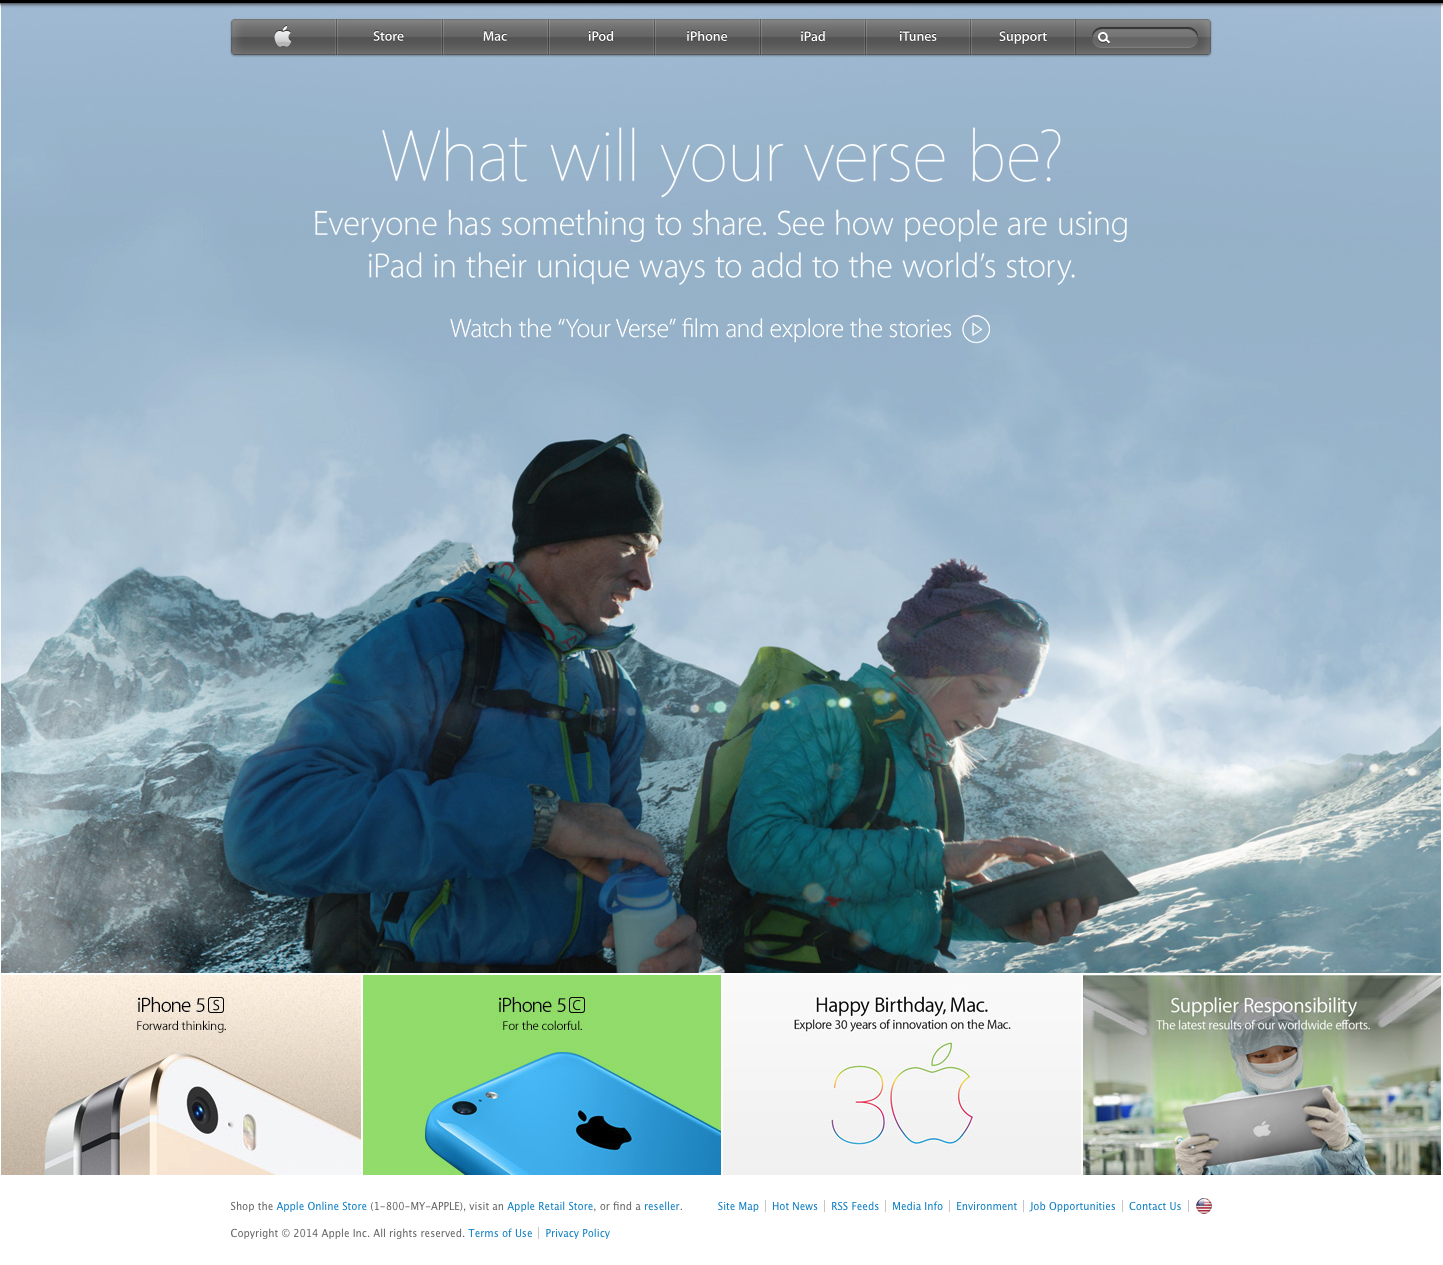 Store Mac iPod iPhone iPad iTunes Support
What will your verse be?
Everyone has something to share. See how people are using
iPad in their unique ways to add to the world's story.
Watch the “Your Verse” film and explore the stories
iPhone 5S
Forward thinking.
iPhone 5C
For the colorful.
Happy Birthday, Mac.
Explore 30 years of innovation on the Mac.
30
Supplier Responsibility
The latest results of our worldwide efforts.
Shop the Apple Online Store (1-800-MY-APPLE), visit an Apple Retail Store, or find a reseller.
Site Map | Hot News | RSS Feeds | Media Info | Environment | Job Opportunities | Contact Us |
Copyright © 2014 Apple Inc. All rights reserved. Terms of Use | Privacy Policy